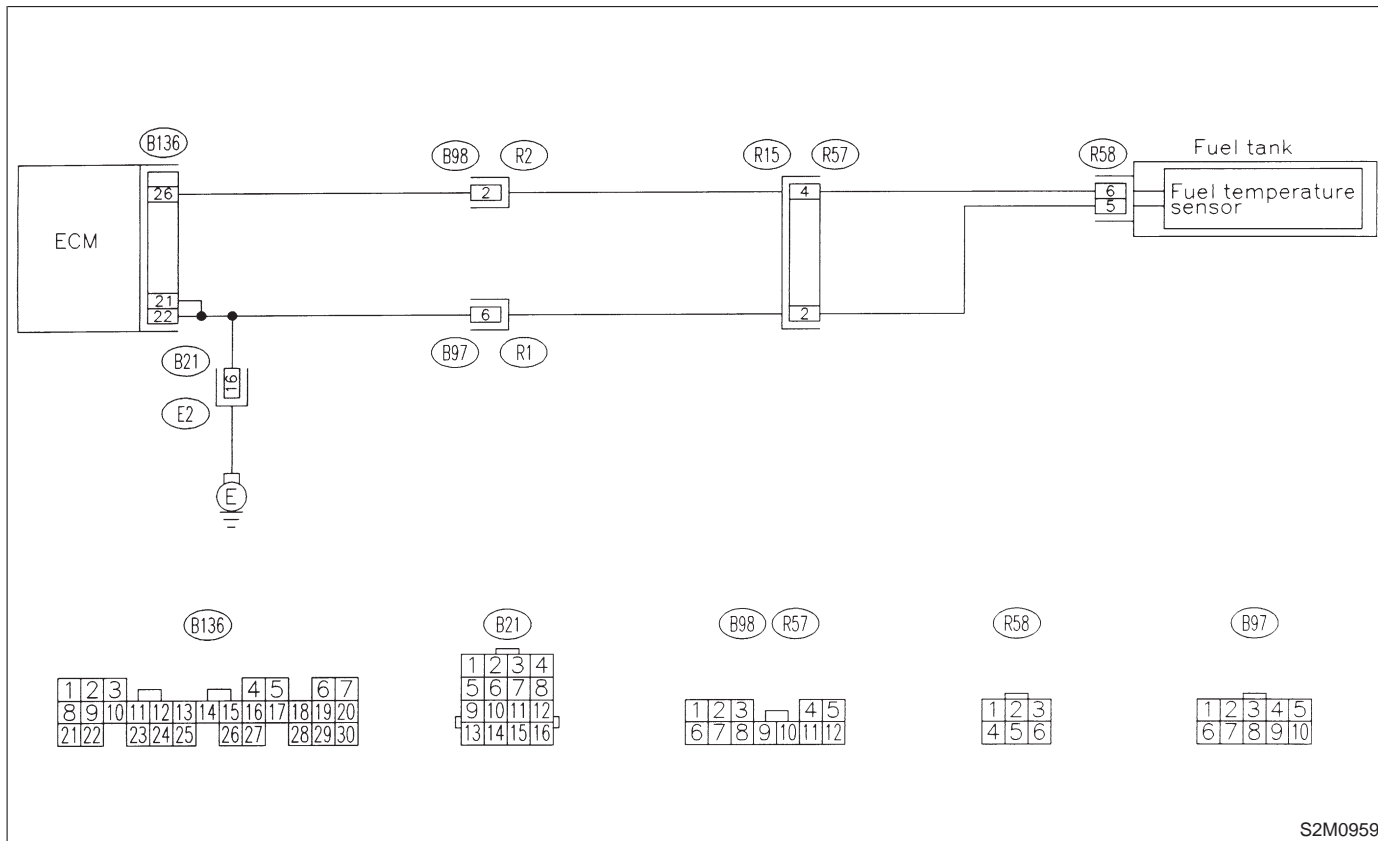 B136
B98 R2
R15 R57
R58
Fuel tank
26
2
4
6
Fuel temperature
5
sensor
ECM
21
22
6
2
B21
B97 R1
16
E2
E
B136
B21
B98 R57
R58
B97
1 2 3 4 5 6 7
8 9 10 11 12 13 14 15 16 17 18 19 20
21 22 23 24 25 26 27 28 29 30
1 2 3 4
5 6 7 8
9 10 11 12
13 14 15 16
1 2 3 4 5
6 7 8 9 10 11 12
1 2 3
4 5 6
1 2 3 4 5
6 7 8 9 10
S2M0959